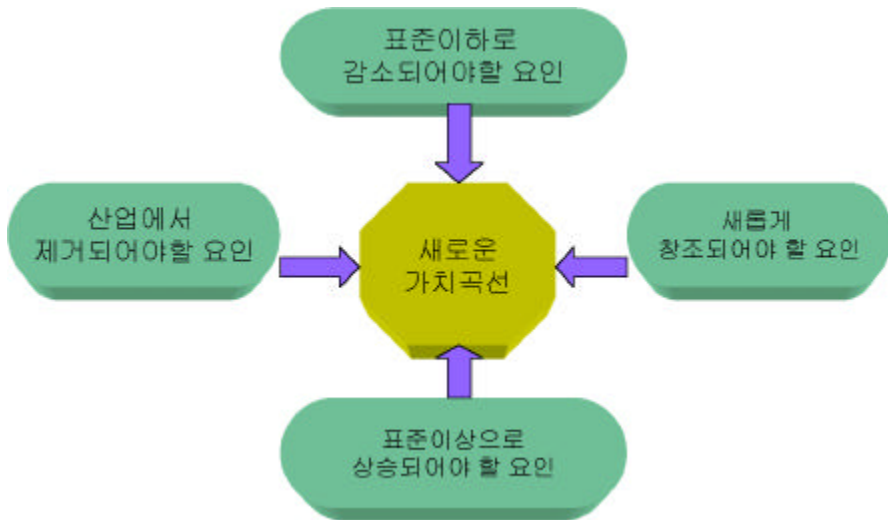 표준이하로
감소되어야할 요인
산업에서
제거되어야할 요인
새로운
가치곡선
새롭게
창조되어야 할 요인
표준이상으로
상승되어야 할 요인